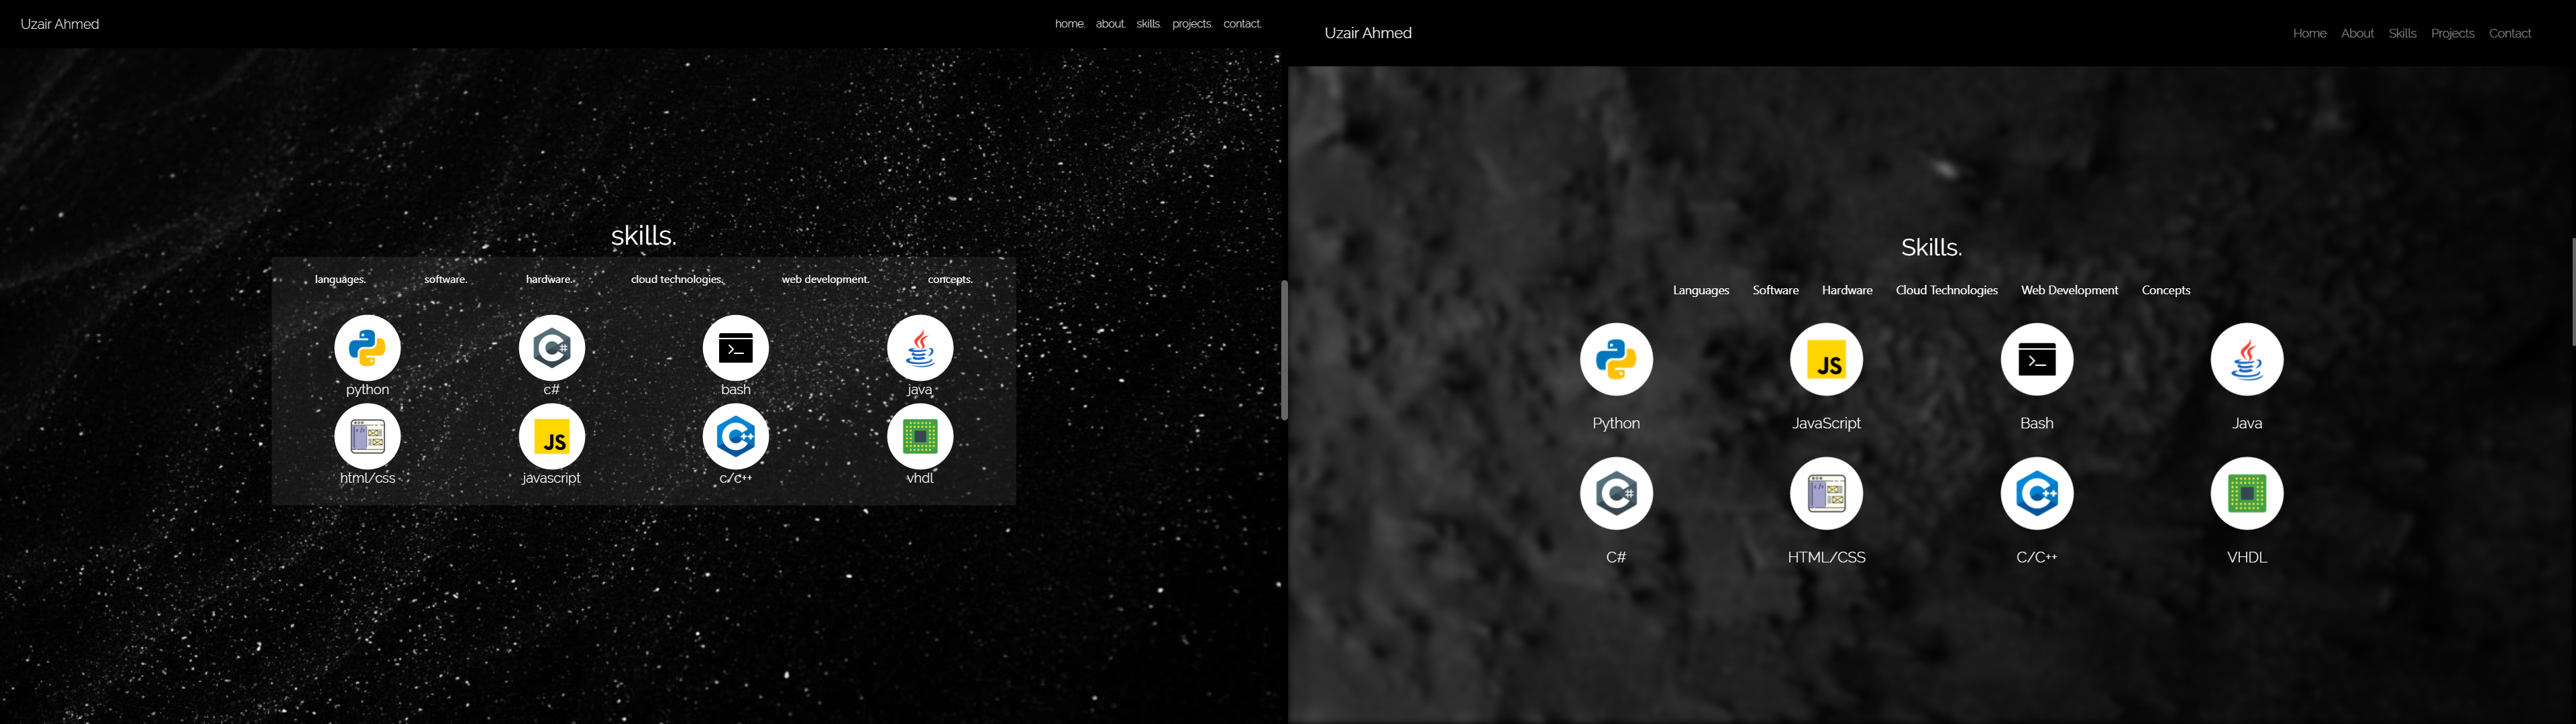 Uzair Ahmed
home. about. skills. projects. contact.
skills.
languages. software. hardware. cloud technologies. web development. concepts.
python c# bash java
JS C++
html/css javascript c/c++ vhdl
Uzair Ahmed
Home About Skills Projects Contact
Skills.
Languages Software Hardware Cloud Technologies Web Development Concepts
JS
Python JavaScript Bash Java
C# C++
C# HTML/CSS C/C++ VHDL